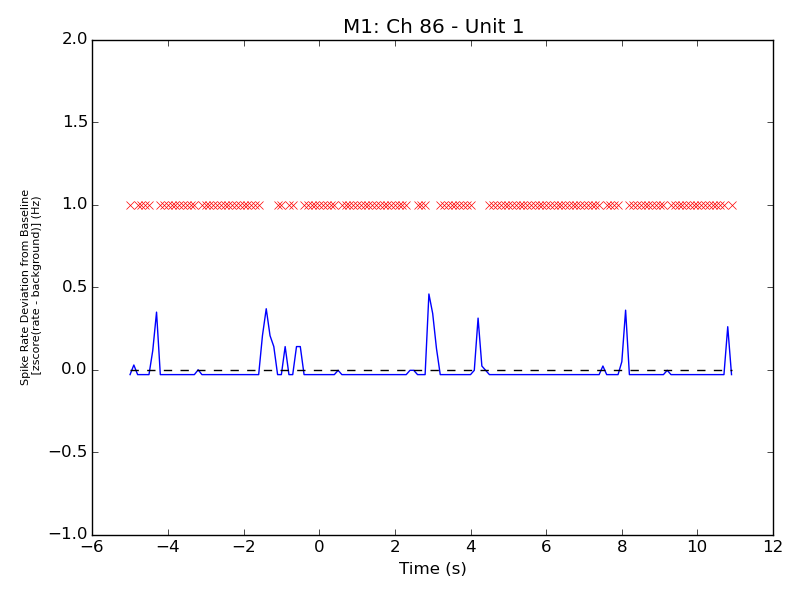 M1: Ch 86 - Unit 1
2.0
1.5
1.0
0.5
0.0
−0.5
−1.0
Spike Rate Deviation from Baseline
[zscore(rate - background)] (Hz)
−6 −4 −2 0 2 4 6 8 10 12
Time (s)